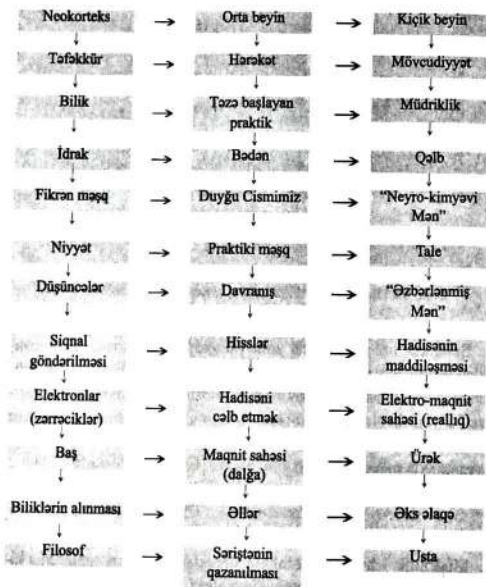 Neokorteks → Orta beyin → Kiçik beyin
Təfəkkür → Hərəkət → Mövcudiyyət
Bilik → Təzə başlayan praktik → Müdriklik
İdrak → Bədən → Qəlb
Fikrən məşq → Duyğu Cismimiz → “Neyro-kimyəvi Mən”
Niyyət → Praktiki məşq → Tale
Düşüncələr → Davranış → “Əzbərlənmiş Mən”
Siqnal göndərilməsi → Hisslər → Hadisənin maddiləşməsi
Elektronlar (zərrəciklər) → Hadisəni cəlb etmək → Elektro-maqnit sahəsi (reallıq)
Baş → Maqnit sahəsi (dalğa) → Ürək
Biliklərin alınması → Əllər → Əks əlaqə
Filosof → Səriştənin qazanılması → Usta